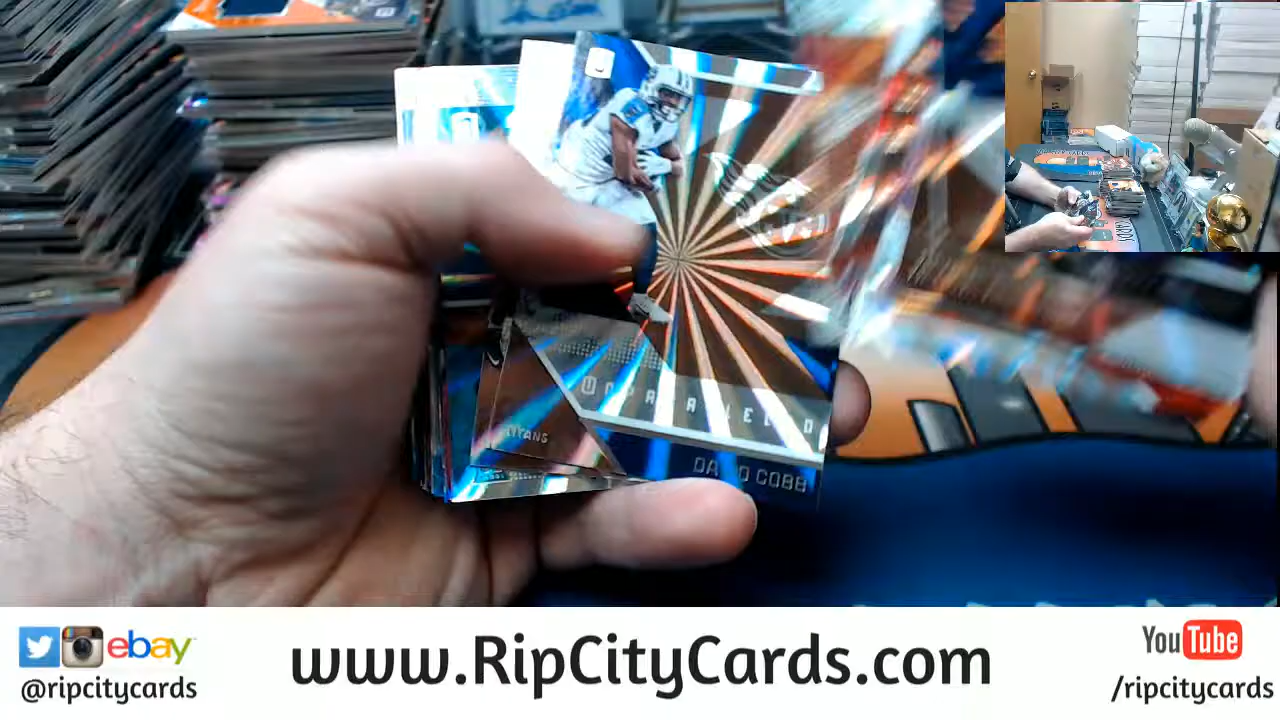 UNPARALLELED
DAVID COBB
TITANS
ebay
@ripcitycards
www.RipCityCards.com
YouTube
/ripcitycards